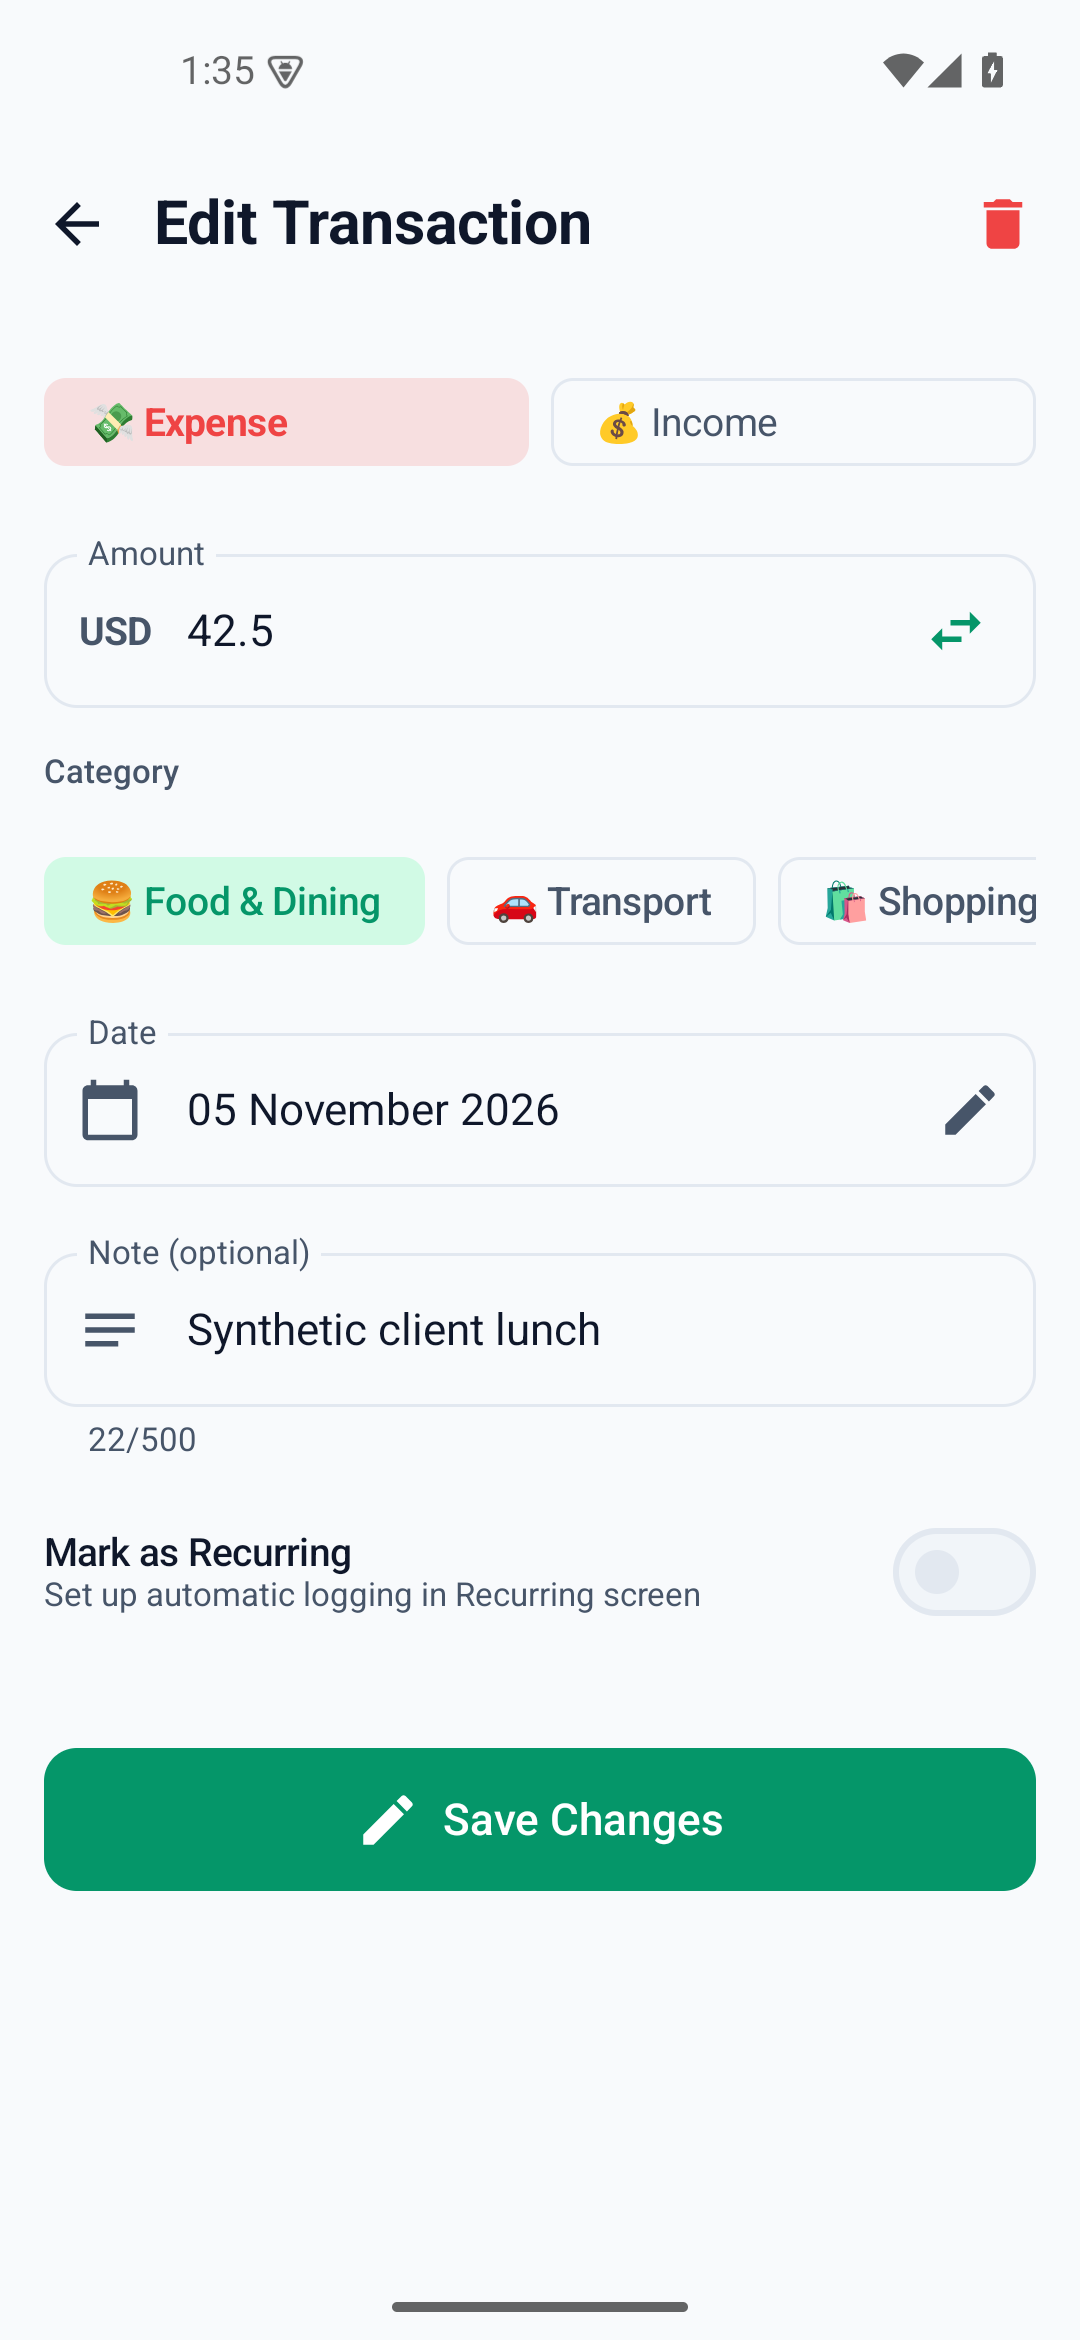 1:35
Edit Transaction
💸 Expense
💰 Income
Amount
USD 42.5
Category
🍔 Food & Dining
🚗 Transport
🛍️ Shopping
Date
05 November 2026
Note (optional)
Synthetic client lunch
22/500
Mark as Recurring
Set up automatic logging in Recurring screen
Save Changes